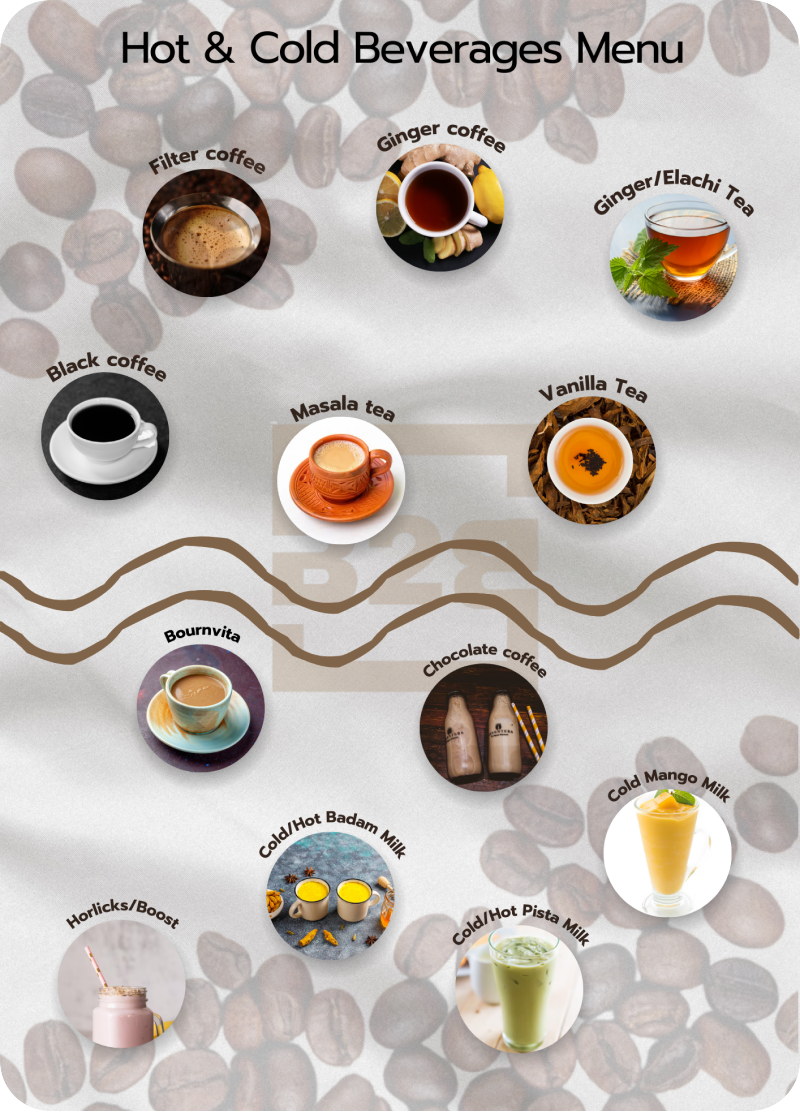 Hot & Cold Beverages Menu
Filter coffee
Ginger coffee
Ginger/Elachi Tea
Black coffee
Masala tea
Vanilla Tea
B2B
Bournvita
Chocolate coffee
Cold Mango Milk
Cold/Hot Badam Milk
Horlicks/Boost
Cold/Hot Pista Milk